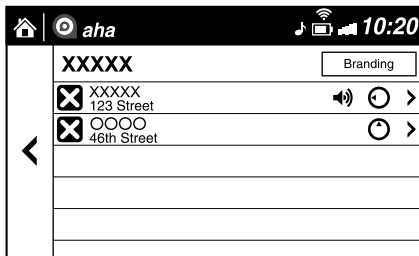 aha 10:20
XXXXX Branding
XXXXX
123 Street
OOOO
46th Street